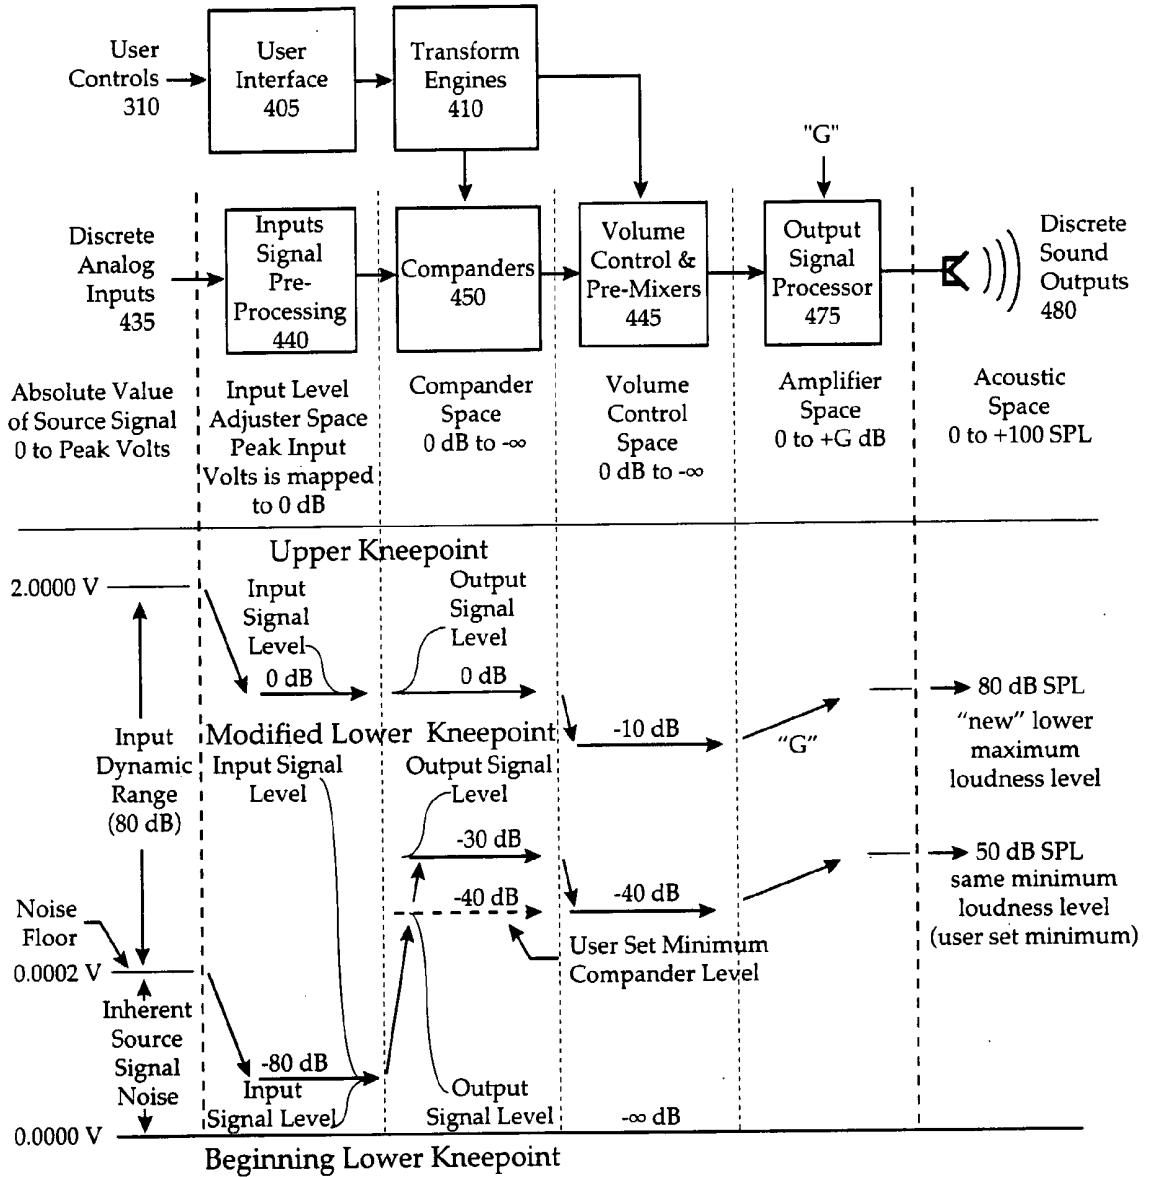 User
Controls
310
User
Interface
405
Transform
Engines
410
"G"
Discrete
Analog
Inputs
435
Inputs
Signal
Pre-
Processing
440
Companders
450
Volume
Control &
Pre-Mixers
445
Output
Signal
Processor
475
Discrete
Sound
Outputs
480
Absolute Value
of Source Signal
0 to Peak Volts
Input Level
Adjuster Space
Peak Input
Volts is mapped
to 0 dB
Compander
Space
0 dB to -∞
Volume
Control
Space
0 dB to -∞
Amplifier
Space
0 to +G dB
Acoustic
Space
0 to +100 SPL
Upper Kneepoint
2.0000 V
Input
Signal
Level
0 dB
Output
Signal
Level
0 dB
-10 dB
"G"
80 dB SPL
"new" lower
maximum
loudness level
Input
Dynamic
Range
(80 dB)
Modified Lower Kneepoint
Input Signal
Level
Output Signal
Level
-30 dB
-40 dB
-40 dB
50 dB SPL
same minimum
loudness level
(user set minimum)
User Set Minimum
Compander Level
Noise
Floor
0.0002 V
Inherent
Source
Signal
Noise
-80 dB
Input
Signal Level
Output
Signal Level
-∞ dB
0.0000 V
Beginning Lower Kneepoint